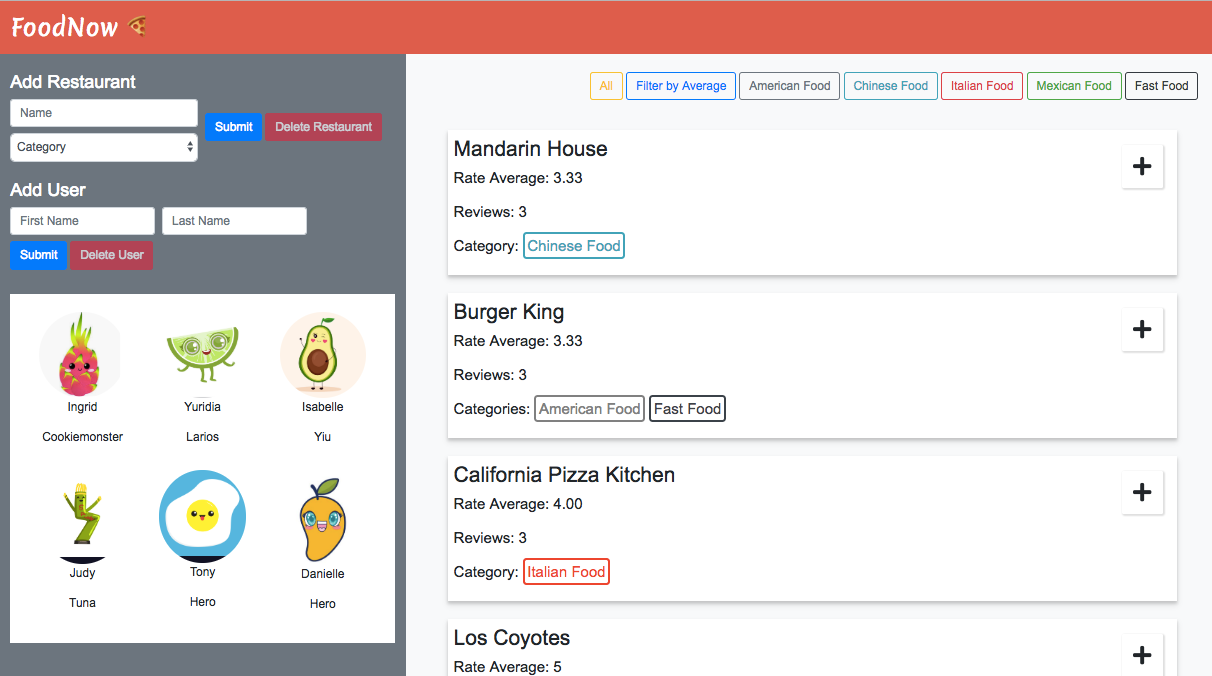 FoodNow
Add Restaurant
Name
Category
Submit Delete Restaurant
Add User
First Name Last Name
Submit Delete User
Ingrid Yuridia Isabelle
Cookiemonster Larios Yiu
Judy Tony Danielle
Tuna Hero Hero
All Filter by Average American Food Chinese Food Italian Food Mexican Food Fast Food
Mandarin House
Rate Average: 3.33
Reviews: 3
Category: Chinese Food
Burger King
Rate Average: 3.33
Reviews: 3
Categories: American Food Fast Food
California Pizza Kitchen
Rate Average: 4.00
Reviews: 3
Category: Italian Food
Los Coyotes
Rate Average: 5